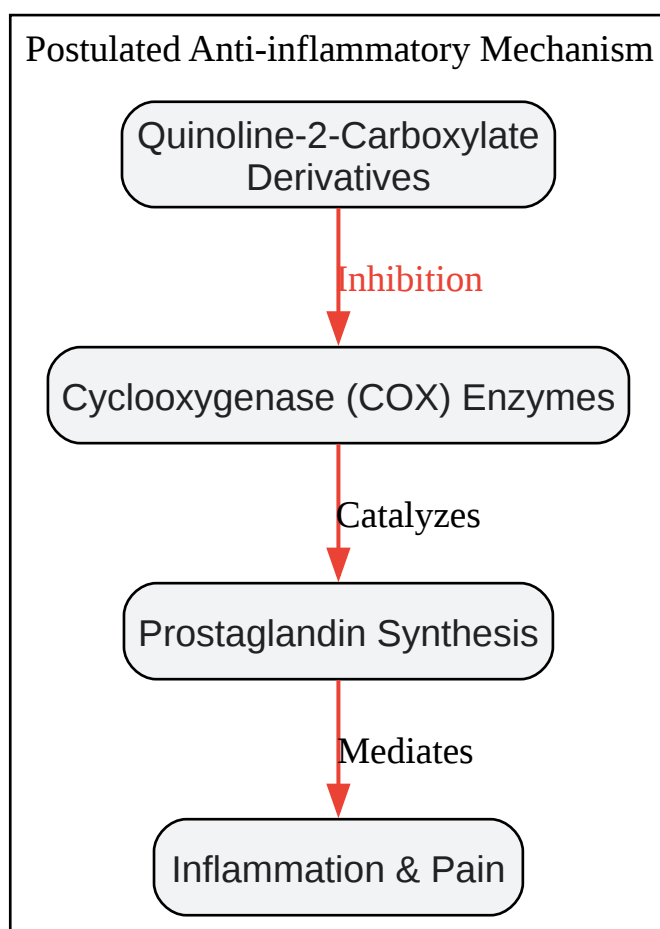 Postulated Anti-inflammatory Mechanism
Quinoline-2-Carboxylate
Derivatives
Inhibition
Cyclooxygenase (COX) Enzymes
Catalyzes
Prostaglandin Synthesis
Mediates
Inflammation & Pain